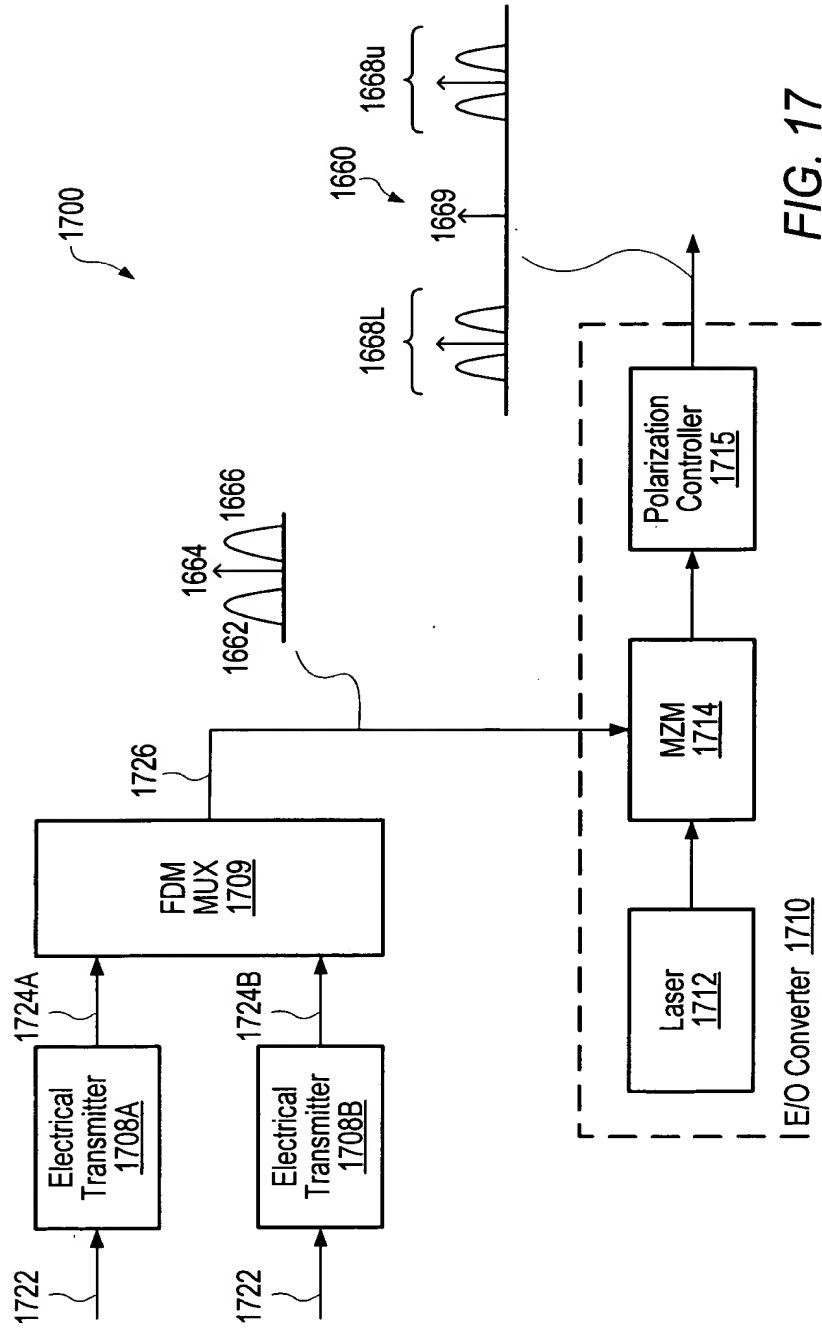 1700
1722
Electrical
Transmitter
1708A
1724A
1722
Electrical
Transmitter
1708B
1724B
FDM
MUX
1709
1726
1662
1664
1666
1668L
1669
1660
1668u
Laser
1712
MZM
1714
Polarization
Controller
1715
E/O Converter 1710
FIG. 17